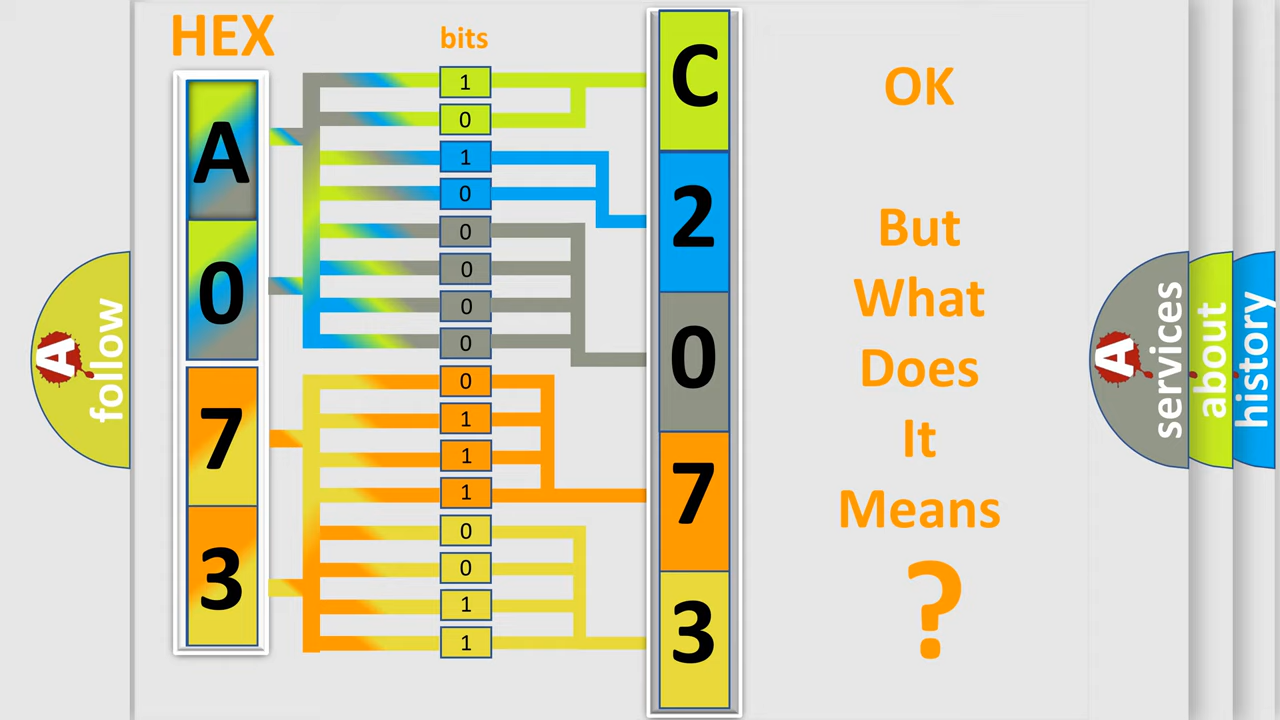 HEX
bits
A
0
7
3
1
0
1
0
0
0
0
0
0
1
1
1
0
0
1
1
C
2
0
7
3
OK
But
What
Does
It
Means
?
A
follow
A
services
about
history